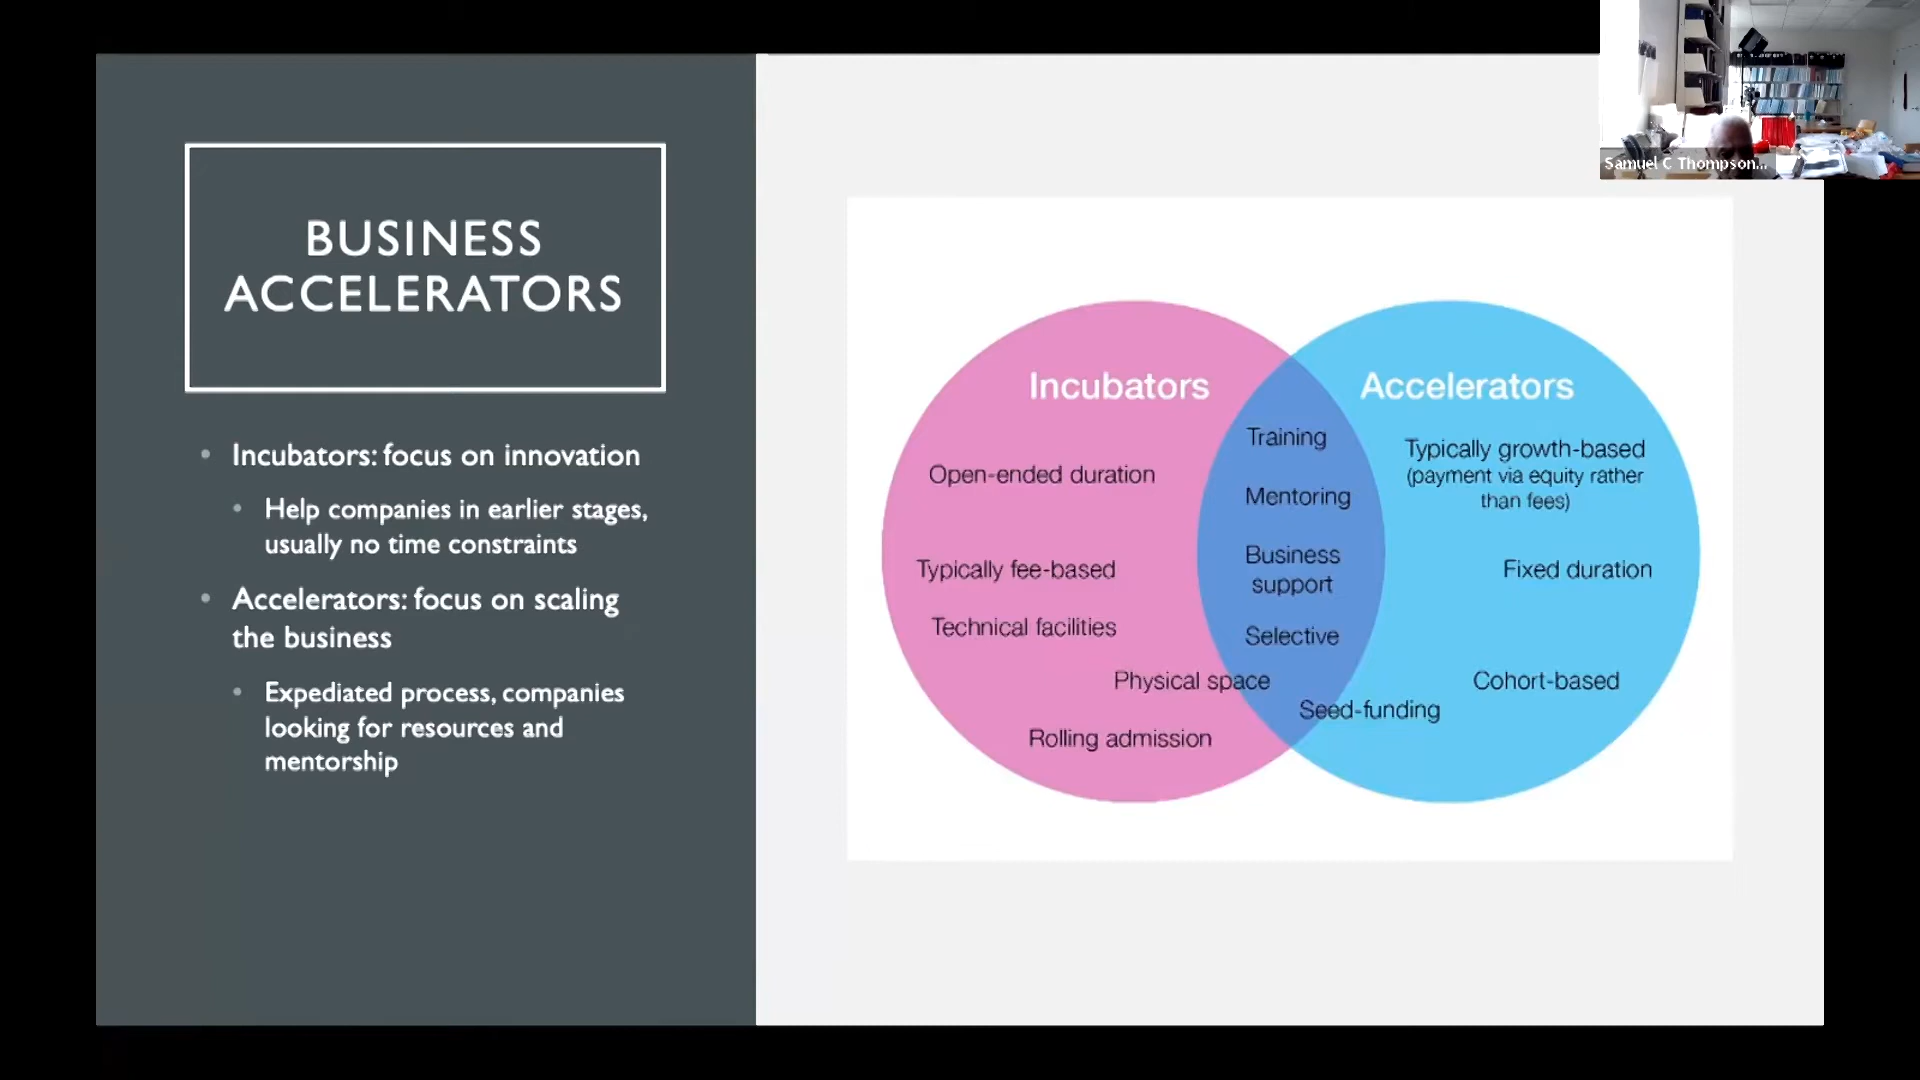 BUSINESS
ACCELERATORS
Incubators: focus on innovation
Help companies in earlier stages,
usually no time constraints
Accelerators: focus on scaling
the business
Expediated process, companies
looking for resources and
mentorship
Incubators
Open-ended duration
Typically fee-based
Technical facilities
Physical space
Rolling admission
Training
Mentoring
Business
support
Selective
Seed-funding
Accelerators
Typically growth-based
(payment via equity rather
than fees)
Fixed duration
Cohort-based
Samuel C Thompson...